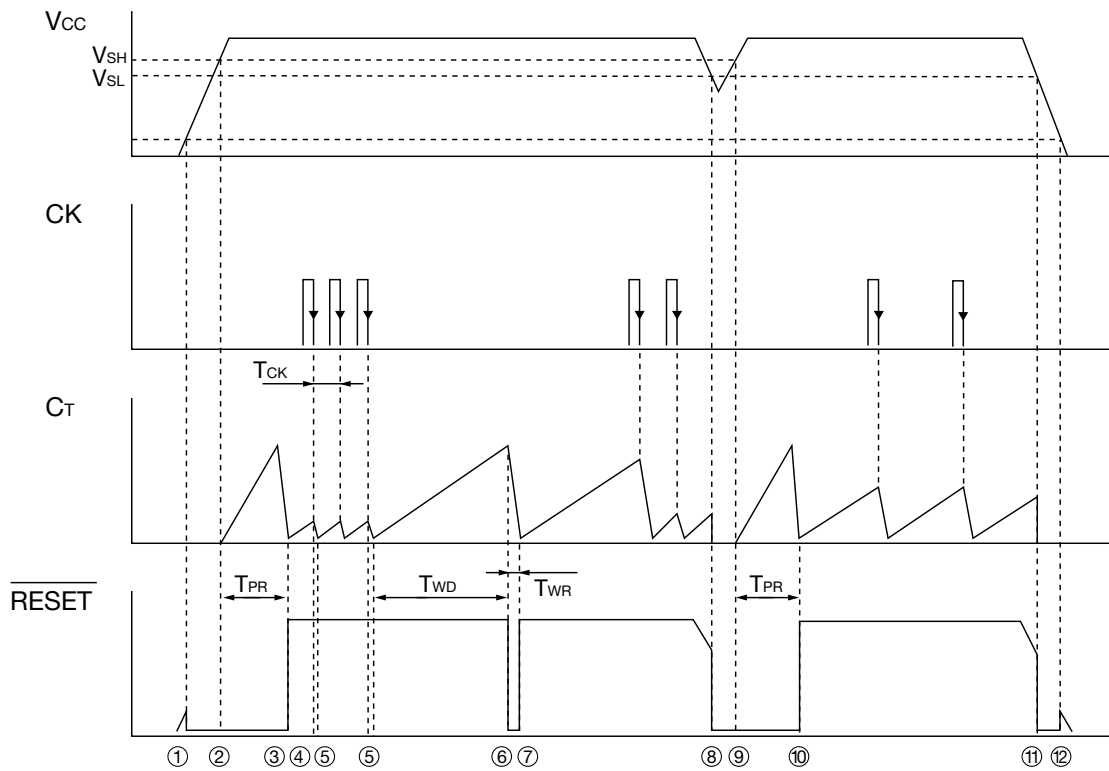 VCC
VSH
VSL
CK
TCK
CT
TPR
TWD
TWR
TPR
RESET
① ② ③ ④ ⑤ ⑤ ⑥ ⑦ ⑧ ⑨ ⑩ ⑪ ⑫